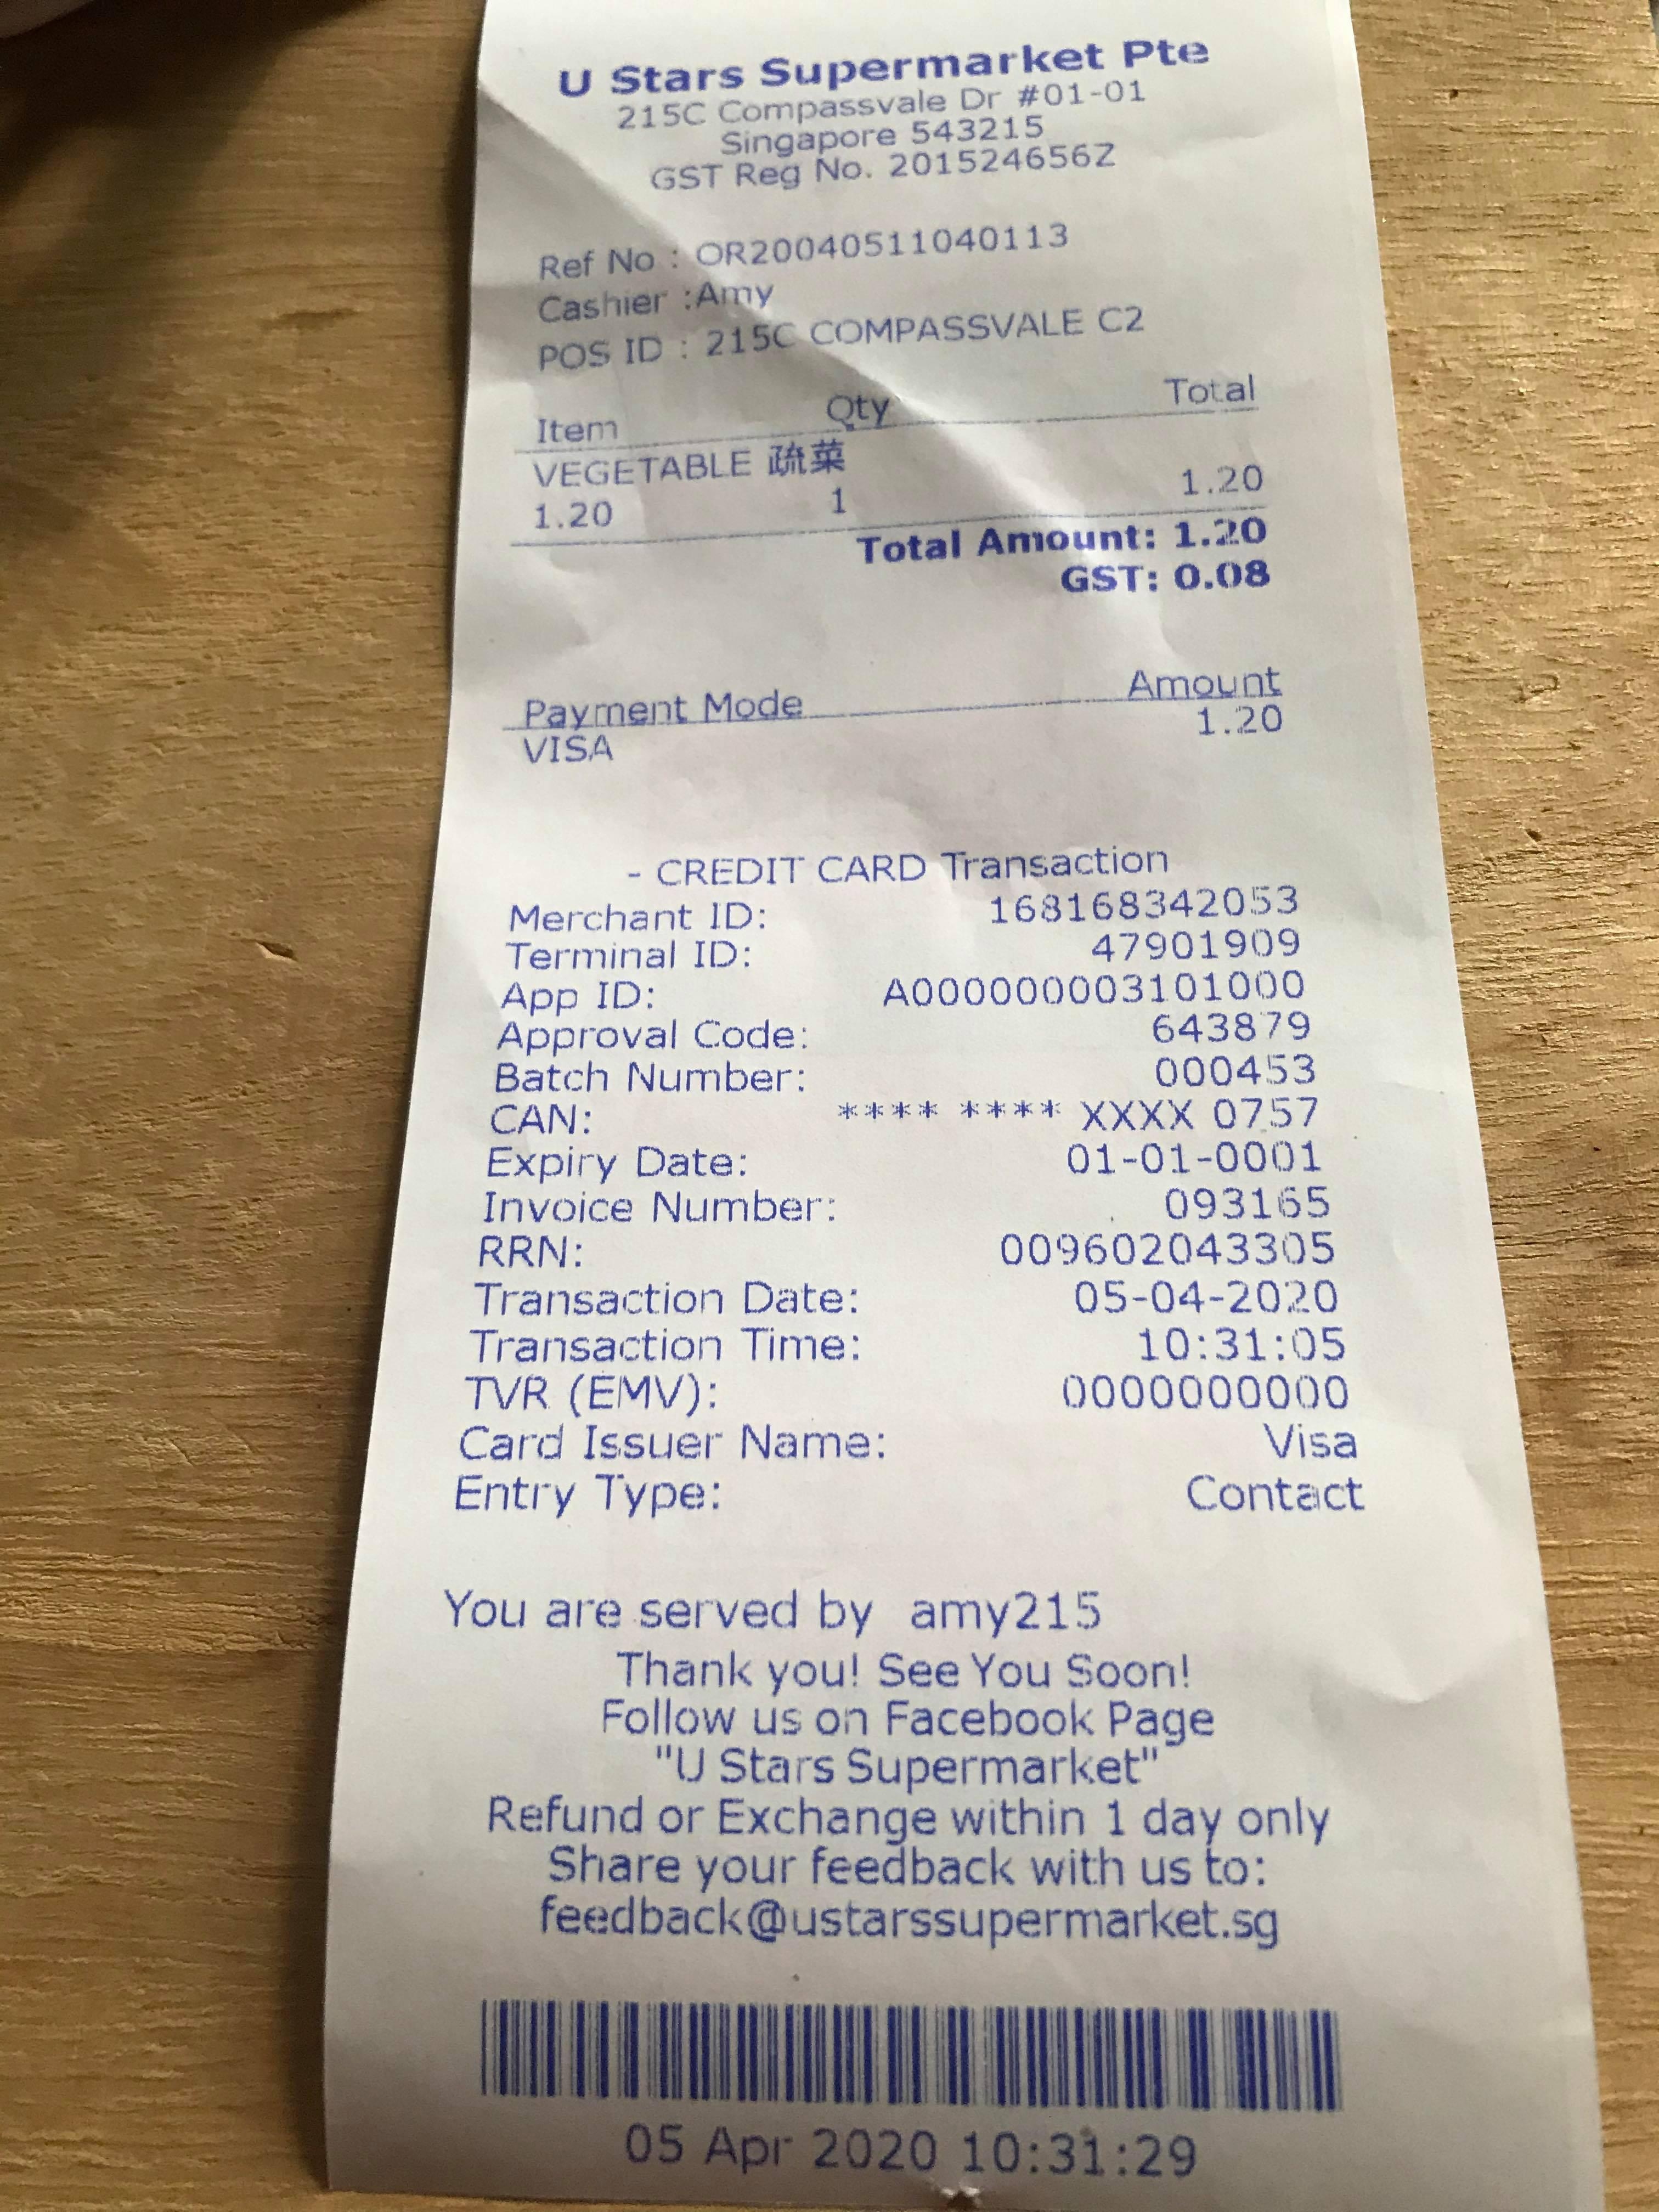 U Stars Supermarket Pte
215C Compassvale Dr #01-01
Singapore 543215
GST Reg No. 201524656Z
Ref No : OR20040511040113
Cashier :Amy
POS ID : 215C COMPASSVALE C2
Item Qty Total
VEGETABLE 疏菜
1.20 1 1.20
Total Amount: 1.20
GST: 0.08
Payment Mode Amount
VISA 1.20
- CREDIT CARD Transaction
Merchant ID: 168168342053
Terminal ID: 47901909
App ID: A0000000003101000
Approval Code: 643879
Batch Number: 000453
CAN: **** **** XXXX 0757
Expiry Date: 01-01-0001
Invoice Number: 093165
RRN: 009602043305
Transaction Date: 05-04-2020
Transaction Time: 10:31:05
TVR (EMV): 0000000000
Card Issuer Name: Visa
Entry Type: Contact
You are served by amy215
Thank you! See You Soon!
Follow us on Facebook Page
"U Stars Supermarket"
Refund or Exchange within 1 day only
Share your feedback with us to:
feedback@ustarssupermarket.sg
05 Apr 2020 10:31:29